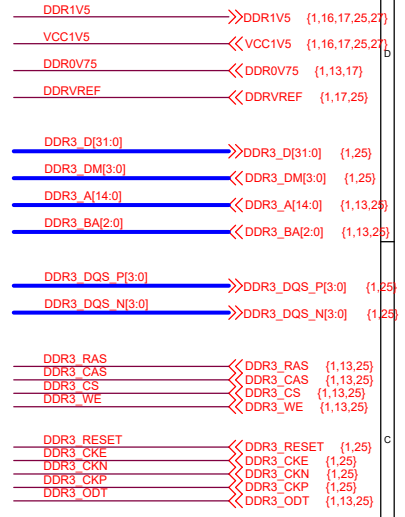 DDR1V5 DDR1V5 {1,16,17,25,27}
VCC1V5 VCC1V5 {1,16,17,25,27}
D
DDR0V75 DDR0V75 {1,13,17}
DDRVREF DDRVREF {1,17,25}
DDR3_D[31:0] DDR3_D[31:0] {1,25}
DDR3_DM[3:0] DDR3_DM[3:0] {1,25}
DDR3_A[14:0] DDR3_A[14:0] {1,13,25}
DDR3_BA[2:0] DDR3_BA[2:0] {1,13,25}
DDR3_DQS_P[3:0] DDR3_DQS_P[3:0] {1,25}
DDR3_DQS_N[3:0] DDR3_DQS_N[3:0] {1,25}
DDR3_RAS DDR3_RAS {1,13,25}
DDR3_CAS DDR3_CAS {1,13,25}
DDR3_CS DDR3_CS {1,13,25}
DDR3_WE DDR3_WE {1,13,25}
C
DDR3_RESET DDR3_RESET {1,25}
DDR3_CKE DDR3_CKE {1,25}
DDR3_CKN DDR3_CKN {1,25}
DDR3_CKP DDR3_CKP {1,25}
DDR3_ODT DDR3_ODT {1,13,25}